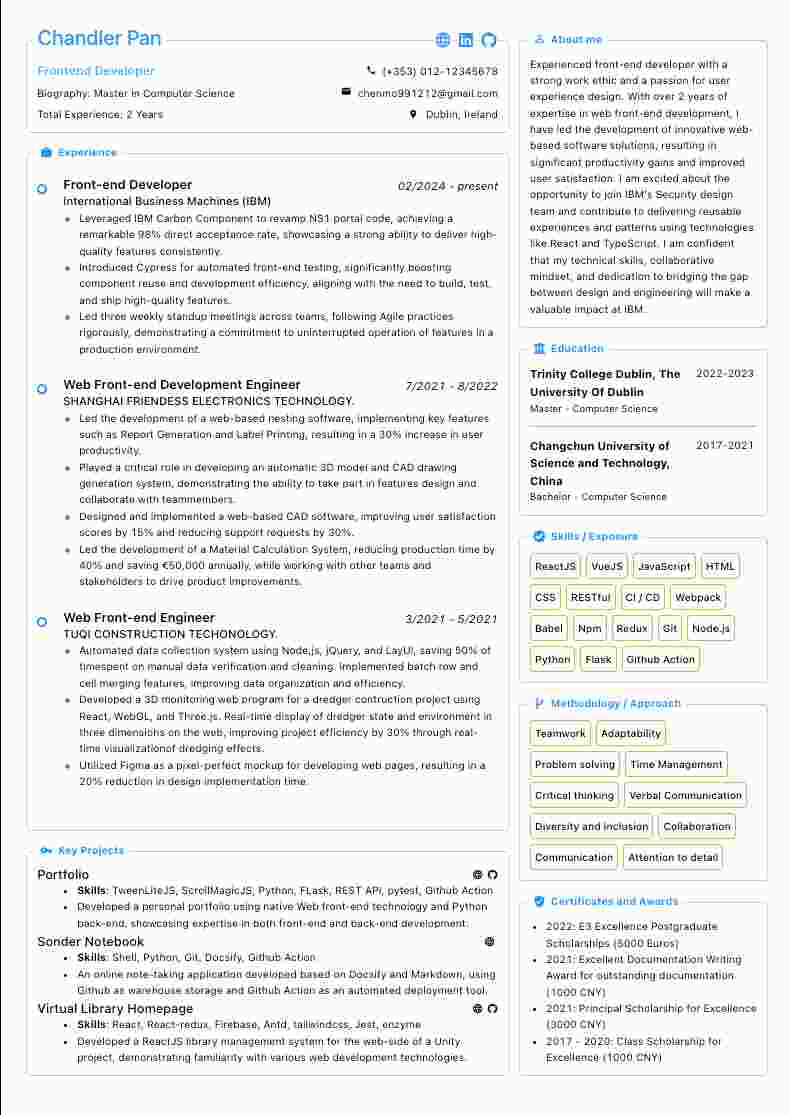 Chandler Pan
Frontend Developer
(+353) 012-12345678
Biography: Master in Computer Science
chenmo991212@gmail.com
Total Experience: 2 Years
Dublin, Ireland
Experience
Front-end Developer
02/2024 - present
International Business Machines (IBM)
Leveraged IBM Carbon Component to revamp NS1 portal code, achieving a
remarkable 98% direct acceptance rate, showcasing a strong ability to deliver high-
quality features consistently.
Introduced Cypress for automated front-end testing, significantly boosting
component reuse and development efficiency, aligning with the need to build, test,
and ship high-quality features.
Led three weekly standup meetings across teams, following Agile practices
rigorously, demonstrating a commitment to uninterrupted operation of features in a
production environment.
Web Front-end Development Engineer
7/2021 - 8/2022
SHANGHAI FRIENDESS ELECTRONICS TECHNOLOGY.
Led the development of a web-based nesting software, implementing key features
such as Report Generation and Label Printing, resulting in a 30% increase in user
productivity.
Played a critical role in developing an automatic 3D model and CAD drawing
generation system, demonstrating the ability to take part in features design and
collaborate with teammembers.
Designed and implemented a web-based CAD software, improving user satisfaction
scores by 15% and reducing support requests by 30%.
Led the development of a Material Calculation System, reducing production time by
40% and saving €50,000 annually, while working with other teams and
stakeholders to drive product improvements.
Web Front-end Engineer
3/2021 - 5/2021
TUQI CONSTRUCTION TECHONOLOGY.
Automated data collection system using Node.js, jQuery, and LayUI, saving 50% of
timespent on manual data verification and cleaning. Implemented batch row and
cell merging features, improving data organization and efficiency.
Developed a 3D monitoring web program for a dredger contruction project using
React, WebGL, and Three.js. Real-time display of dredger state and environment in
three dimensions on the web, improving project efficiency by 30% through real-
time visualizationof dredging effects.
Utilized Figma as a pixel-perfect mockup for developing web pages, resulting in a
20% reduction in design implementation time.
Key Projects
Portfolio
Skills: TweenLiteJS, ScrollMagicJS, Python, FLask, REST API, pytest, Github Action
Developed a personal portfolio using native Web front-end technology and Python
back-end, showcasing expertise in both front-end and back-end development.
Sonder Notebook
Skills: Shell, Python, Git, Docsify, Github Action
An online note-taking application developed based on Docsify and Markdown, using
Github as warehouse storage and Github Action as an automated deployment tool.
Virtual Library Homepage
Skills: React, React-redux, Firebase, Antd, tailwindcss, Jest, enzyme
Developed a ReactJS library management system for the web-side of a Unity
project, demonstrating familiarity with various web development technologies.
About me
Experienced front-end developer with a
strong work ethic and a passion for user
experience design. With over 2 years of
expertise in web front-end development, I
have led the development of innovative web-
based software solutions, resulting in
significant productivity gains and improved
user satisfaction. I am excited about the
opportunity to join IBM's Security design
team and contribute to delivering reusable
experiences and patterns using technologies
like React and TypeScript. I am confident
that my technical skills, collaborative
mindset, and dedication to bridging the gap
between design and engineering will make a
valuable impact at IBM.
Education
Trinity College Dublin, The 2022-2023
University Of Dublin
Master - Computer Science
Changchun University of 2017-2021
Science and Technology,
China
Bachelor - Computer Science
Skills / Exposure
ReactJS VueJS JavaScript HTML
CSS RESTful CI / CD Webpack
Babel Npm Redux Git Node.js
Python Flask Github Action
Methodology / Approach
Teamwork Adaptability
Problem solving Time Management
Critical thinking Verbal Communication
Diversity and inclusion Collaboration
Communication Attention to detail
Certificates and Awards
2022: E3 Excellence Postgraduate
Scholarships (5000 Euros)
2021: Excellent Documentation Writing
Award for outstanding documentation
(1000 CNY)
2021: Principal Scholarship for Excellence
(3000 CNY)
2017 - 2020: Class Scholarship for
Excellence (1000 CNY)